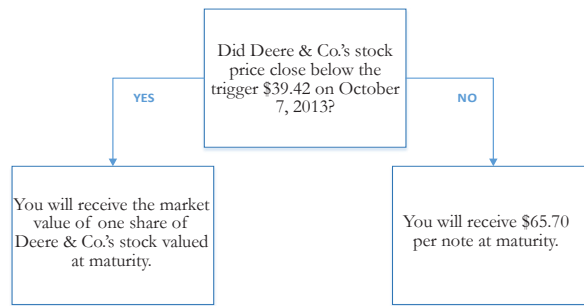 Did Deere & Co.'s stock
price close below the
trigger $39.42 on October
7, 2013?
YES
NO
You will receive the market
value of one share of
Deere & Co.'s stock valued
at maturity.
You will receive $65.70
per note at maturity.